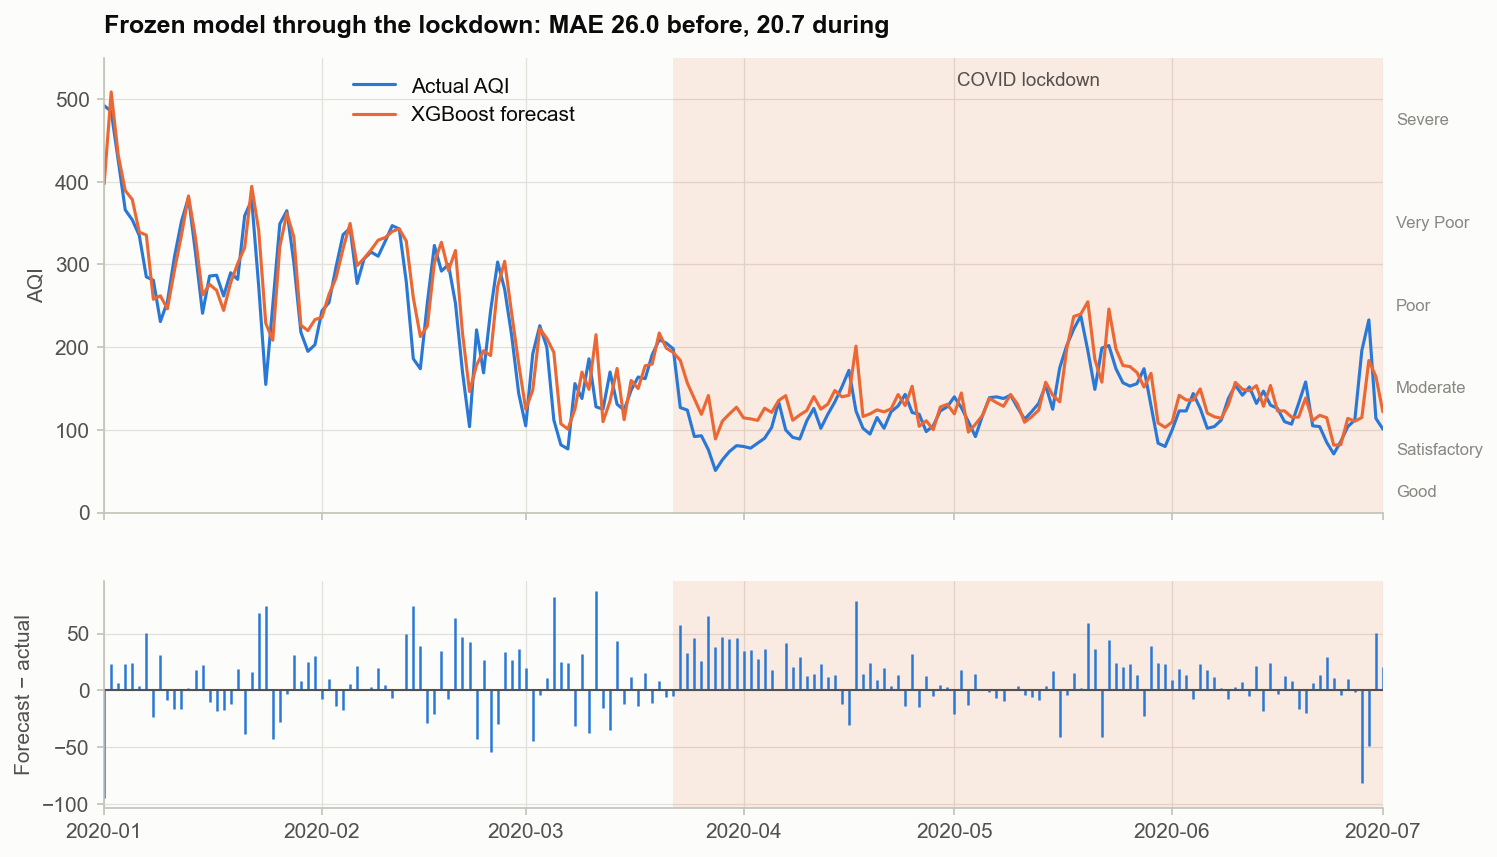 Frozen model through the lockdown: MAE 26.0 before, 20.7 during
Actual AQI
XGBoost forecast
COVID lockdown
AQI
500
400
300
200
100
0
Severe
Very Poor
Poor
Moderate
Satisfactory
Good
Forecast − actual
50
0
−50
−100
2020-01
2020-02
2020-03
2020-04
2020-05
2020-06
2020-07